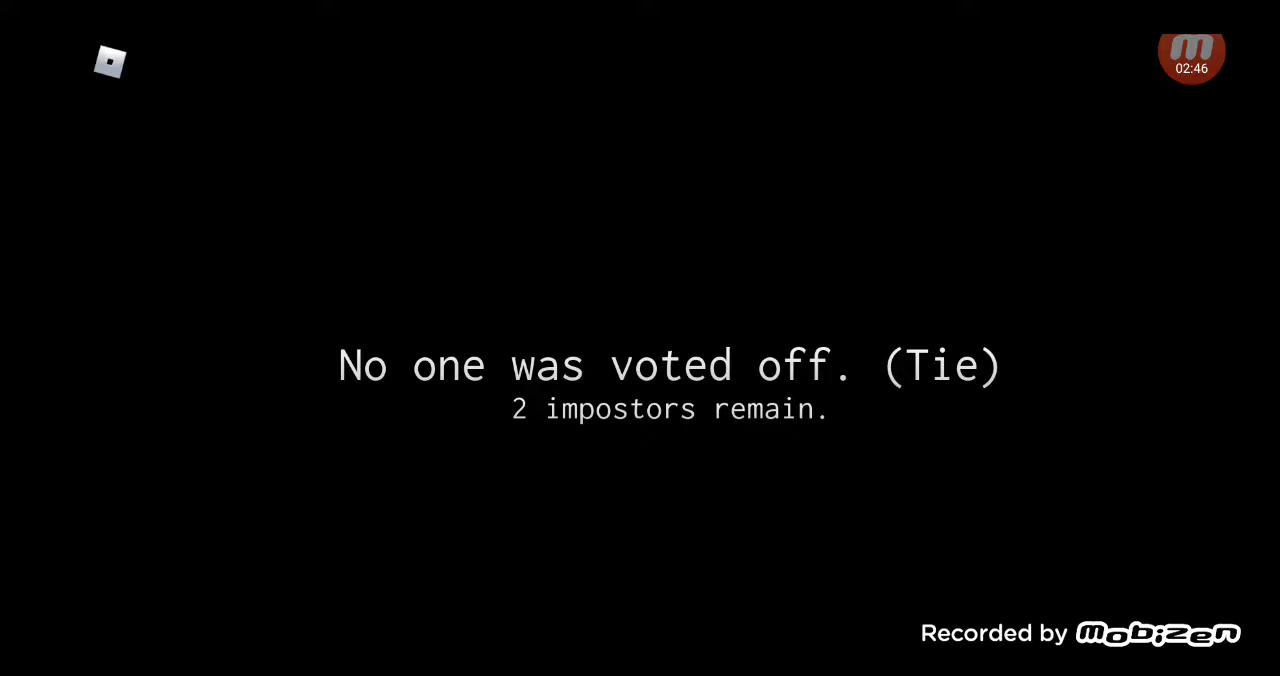 02:46
No one was voted off. (Tie)
2 impostors remain.
Recorded by mobizen